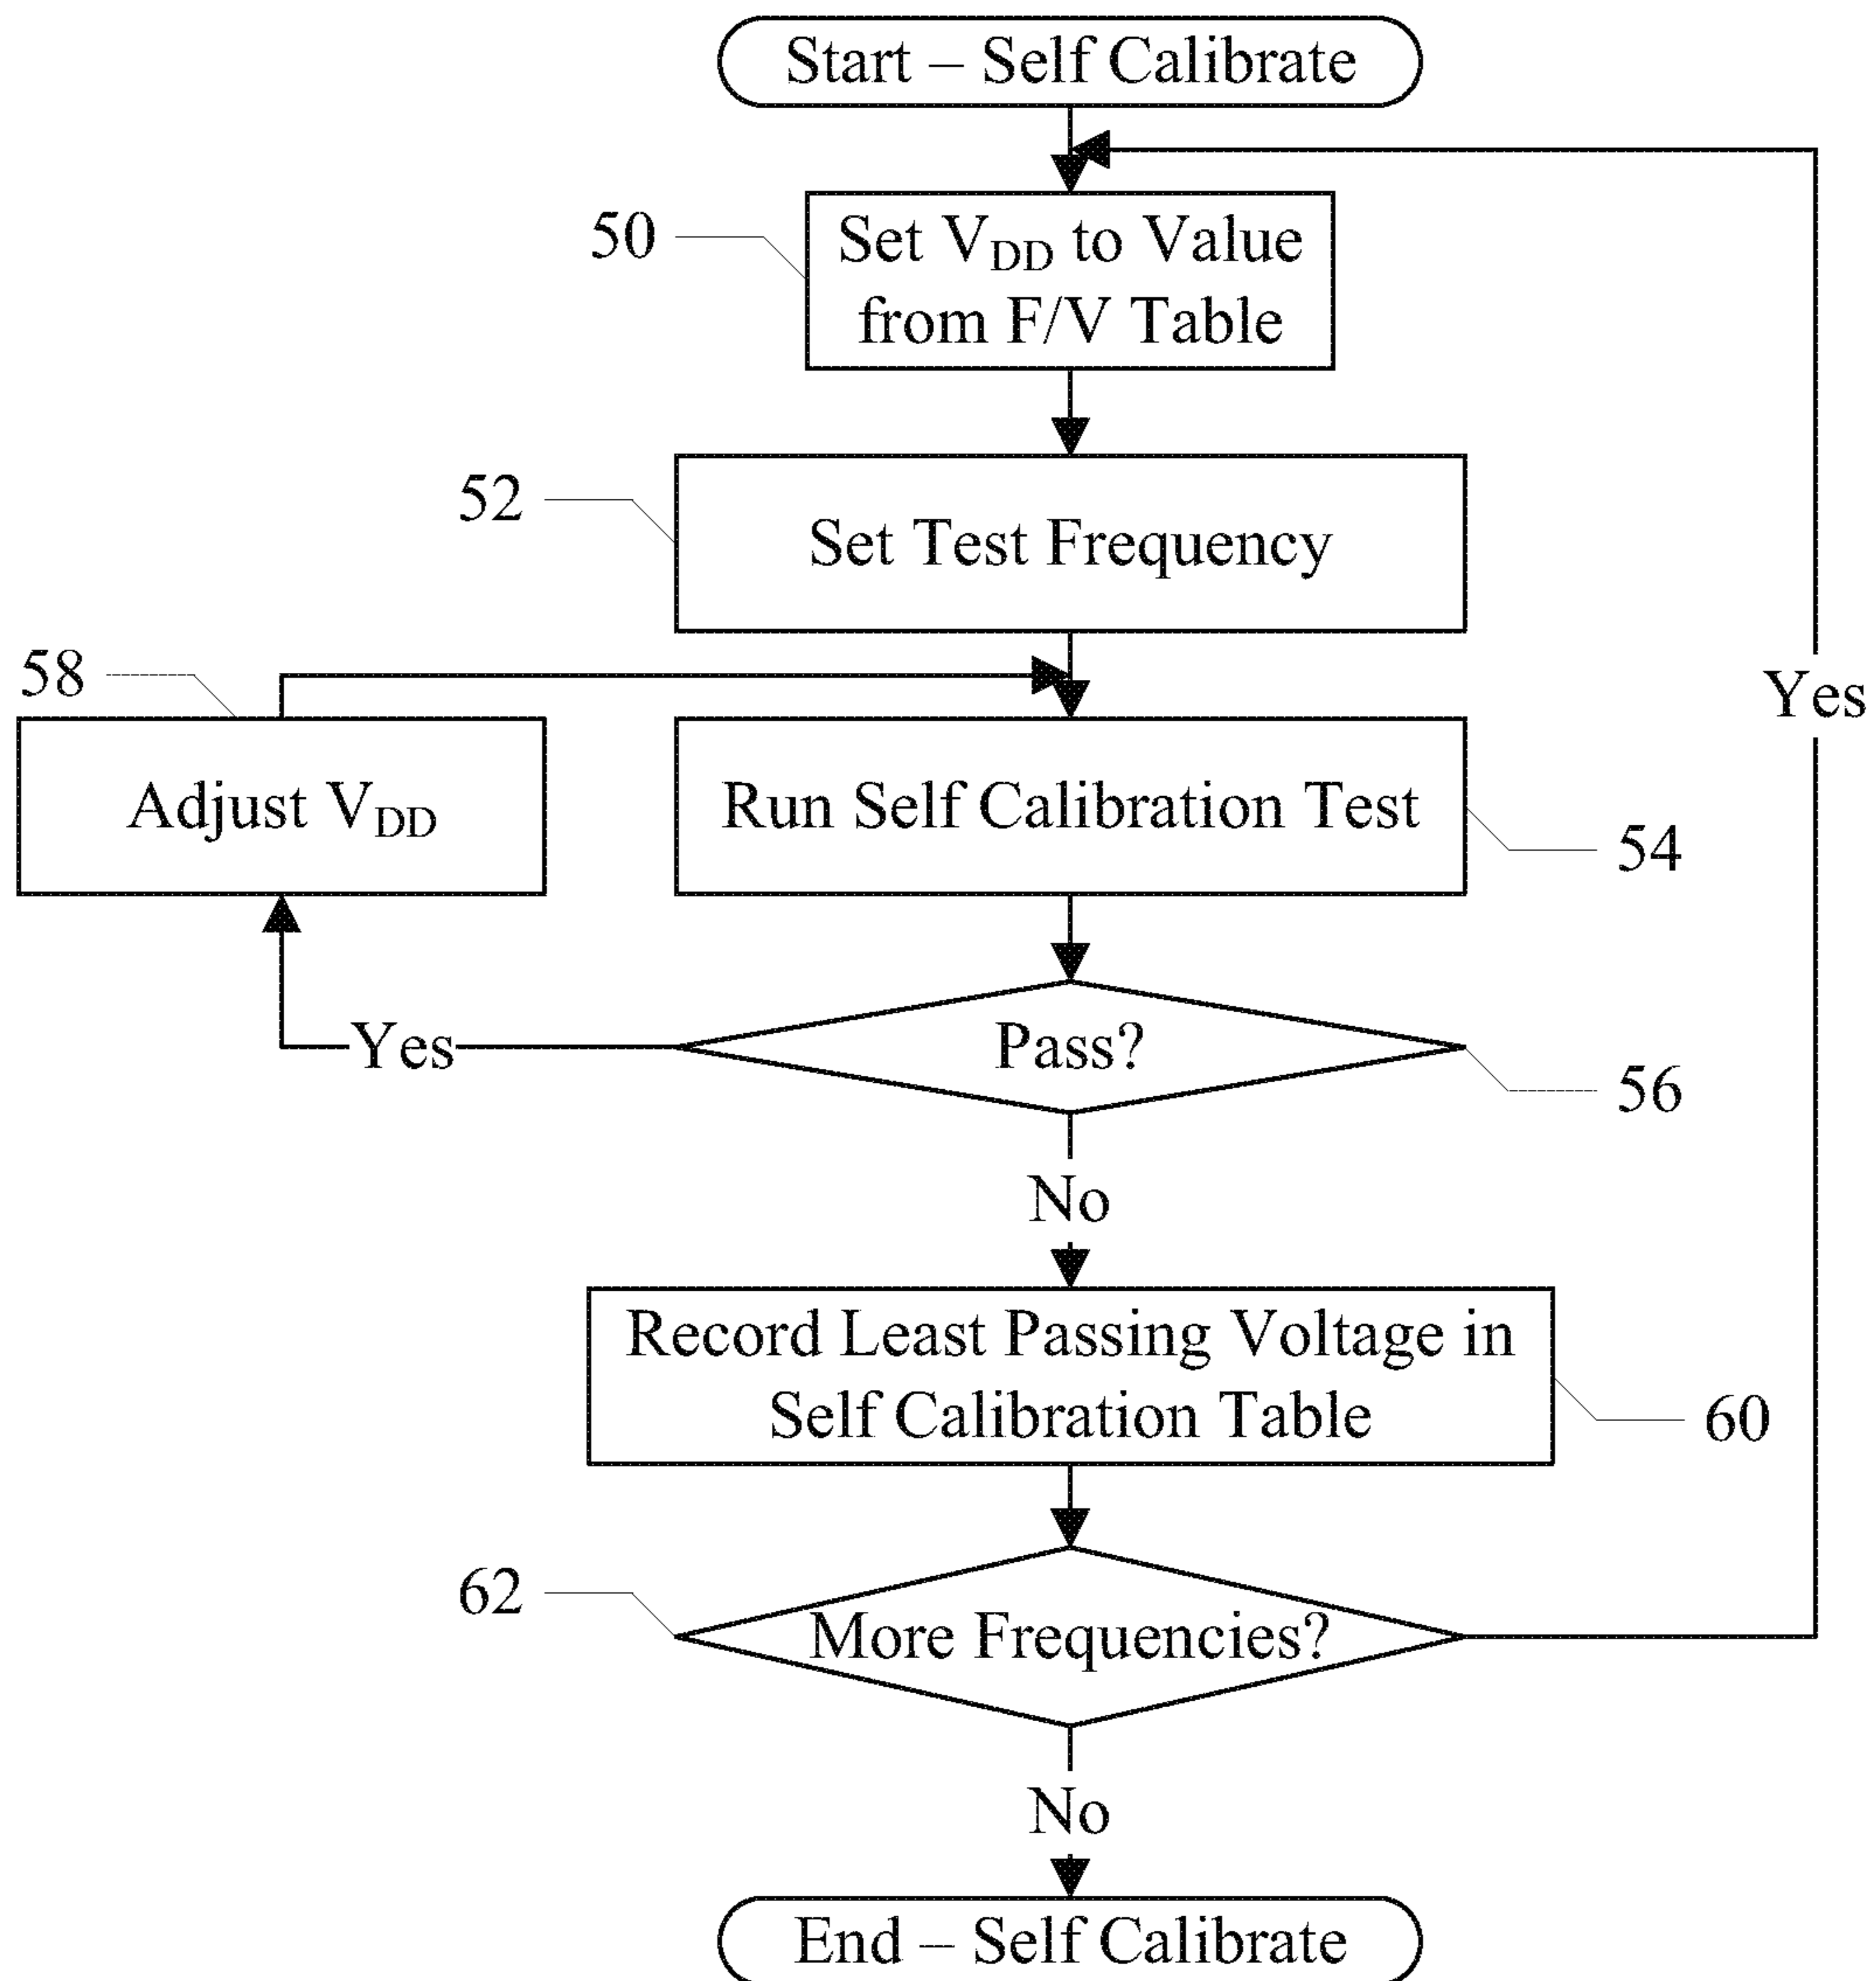 Start – Self Calibrate
50
Set VDD to Value
from F/V Table
52
Set Test Frequency
58
Yes
Adjust VDD
Run Self Calibration Test
54
Pass?
Yes
56
No
Record Least Passing Voltage in
Self Calibration Table
60
62
More Frequencies?
No
End – Self Calibrate